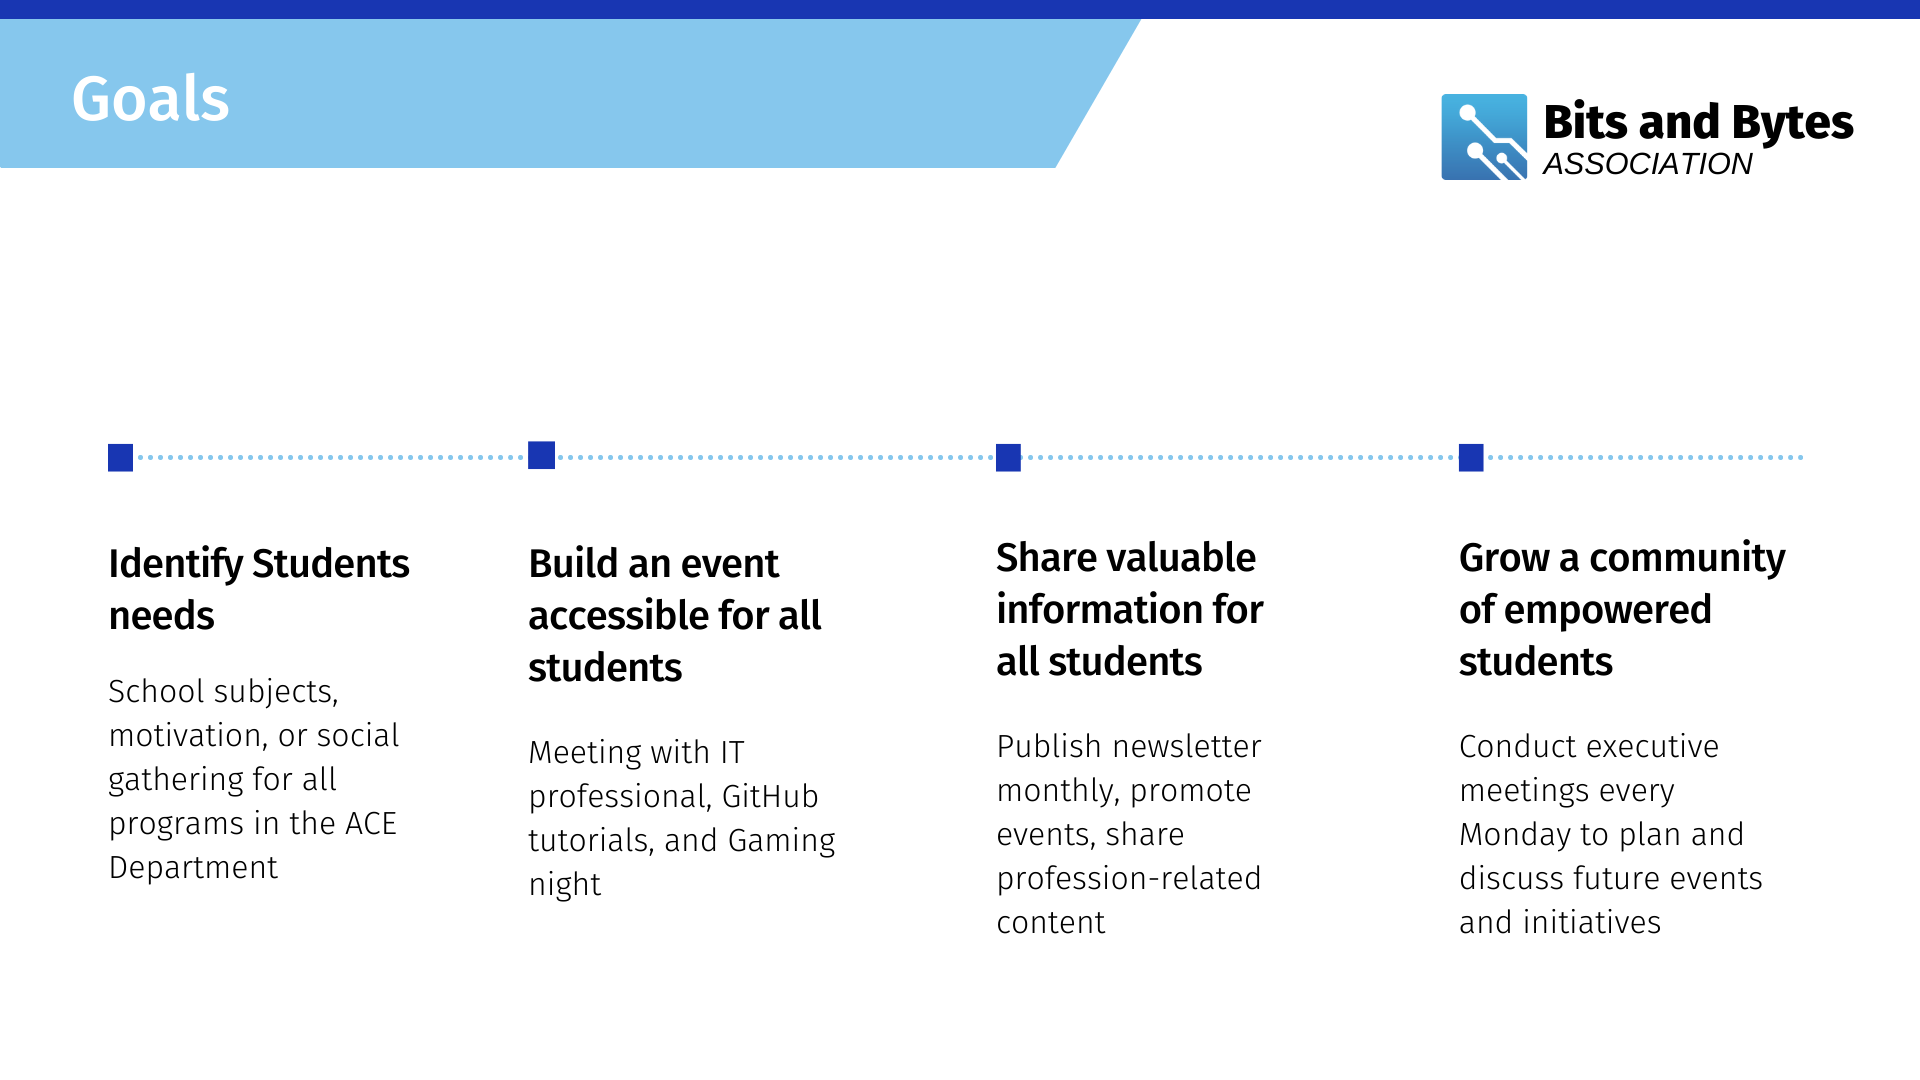 Goals
Bits and Bytes
ASSOCIATION
Identify Students
needs
School subjects,
motivation, or social
gathering for all
programs in the ACE
Department
Build an event
accessible for all
students
Meeting with IT
professional, GitHub
tutorials, and Gaming
night
Share valuable
information for
all students
Publish newsletter
monthly, promote
events, share
profession-related
content
Grow a community
of empowered
students
Conduct executive
meetings every
Monday to plan and
discuss future events
and initiatives